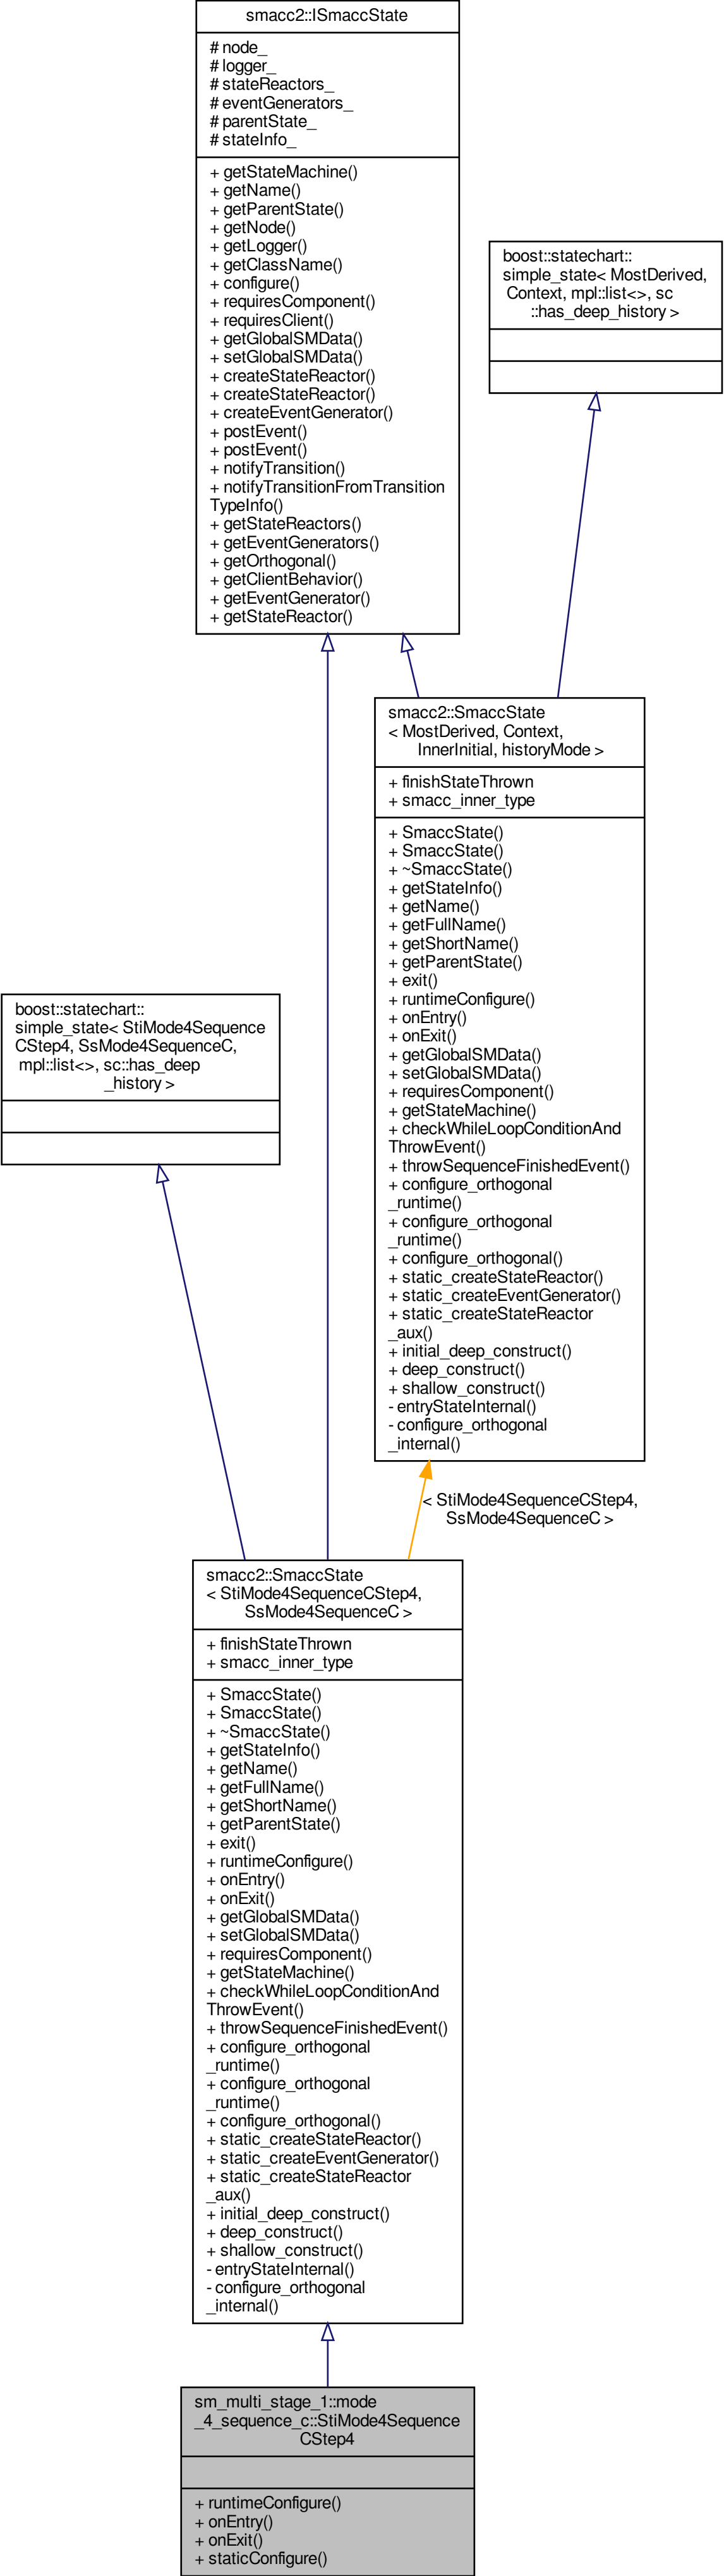 smacc2::ISmaccState
# node_
# logger_
# stateReactors_
# eventGenerators_
# parentState_
# stateInfo_
+ getStateMachine()
+ getName()
+ getParentState()
+ getNode()
+ getLogger()
+ getClassName()
+ configure()
+ requiresComponent()
+ requiresClient()
+ getGlobalSMData()
+ setGlobalSMData()
+ createStateReactor()
+ createStateReactor()
+ createEventGenerator()
+ postEvent()
+ postEvent()
+ notifyTransition()
+ notifyTransitionFromTransition
TypeInfo()
+ getStateReactors()
+ getEventGenerators()
+ getOrthogonal()
+ getClientBehavior()
+ getEventGenerator()
+ getStateReactor()
boost::statechart::
simple_state< MostDerived,
Context, mpl::list<>, sc
::has_deep_history >
smacc2::SmaccState
< MostDerived, Context,
InnerInitial, historyMode >
+ finishStateThrown
+ smacc_inner_type
+ SmaccState()
+ SmaccState()
+ ~SmaccState()
+ getStateInfo()
+ getName()
+ getFullName()
+ getShortName()
+ getParentState()
+ exit()
+ runtimeConfigure()
+ onEntry()
+ onExit()
+ getGlobalSMData()
+ setGlobalSMData()
+ requiresComponent()
+ getStateMachine()
+ checkWhileLoopConditionAnd
ThrowEvent()
+ throwSequenceFinishedEvent()
+ configure_orthogonal
_runtime()
+ configure_orthogonal
_runtime()
+ configure_orthogonal()
+ static_createStateReactor()
+ static_createEventGenerator()
+ static_createStateReactor
_aux()
+ initial_deep_construct()
+ deep_construct()
+ shallow_construct()
- entryStateInternal()
- configure_orthogonal
_internal()
boost::statechart::
simple_state< StiMode4Sequence
CStep4, SsMode4SequenceC,
mpl::list<>, sc::has_deep
_history >
< StiMode4SequenceCStep4,
SsMode4SequenceC >
smacc2::SmaccState
< StiMode4SequenceCStep4,
SsMode4SequenceC >
+ finishStateThrown
+ smacc_inner_type
+ SmaccState()
+ SmaccState()
+ ~SmaccState()
+ getStateInfo()
+ getName()
+ getFullName()
+ getShortName()
+ getParentState()
+ exit()
+ runtimeConfigure()
+ onEntry()
+ onExit()
+ getGlobalSMData()
+ setGlobalSMData()
+ requiresComponent()
+ getStateMachine()
+ checkWhileLoopConditionAnd
ThrowEvent()
+ throwSequenceFinishedEvent()
+ configure_orthogonal
_runtime()
+ configure_orthogonal
_runtime()
+ configure_orthogonal()
+ static_createStateReactor()
+ static_createEventGenerator()
+ static_createStateReactor
_aux()
+ initial_deep_construct()
+ deep_construct()
+ shallow_construct()
- entryStateInternal()
- configure_orthogonal
_internal()
sm_multi_stage_1::mode
_4_sequence_c::StiMode4Sequence
CStep4
+ runtimeConfigure()
+ onEntry()
+ onExit()
+ staticConfigure()